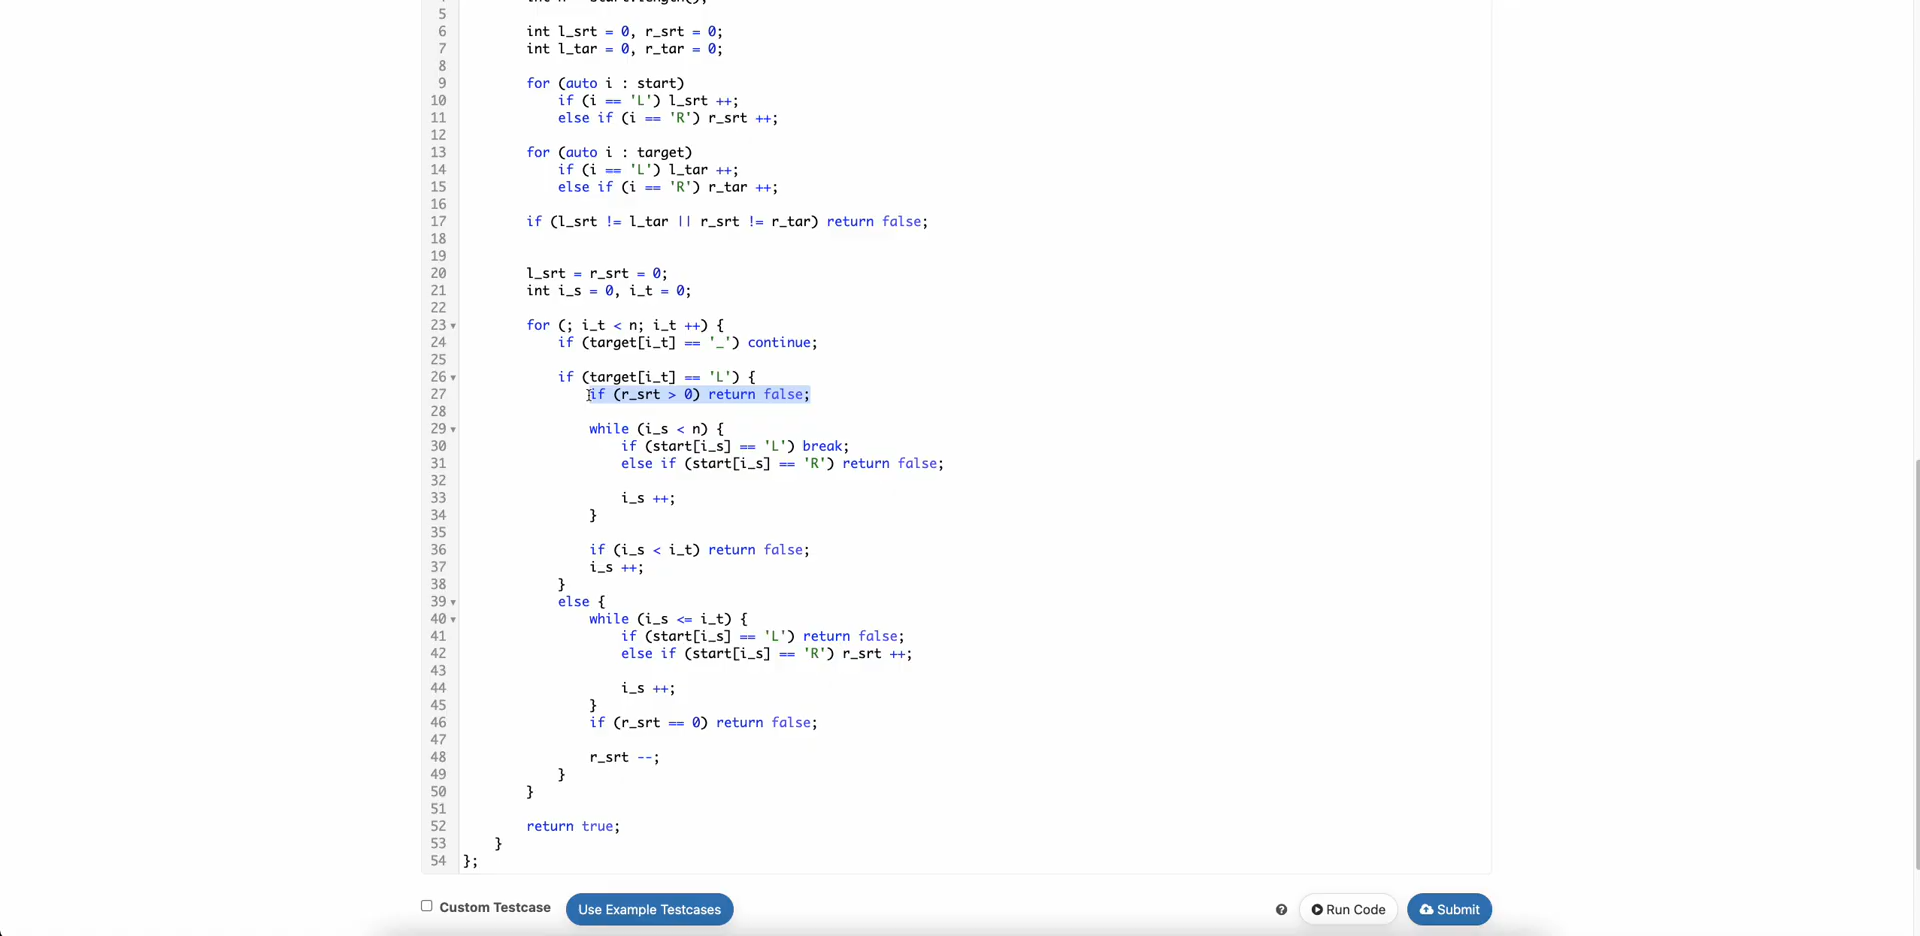 5
6 int l_srt = 0, r_srt = 0;
7 int l_tar = 0, r_tar = 0;
8
9 for (auto i : start)
10 if (i == 'L') l_srt ++;
11 else if (i == 'R') r_srt ++;
12
13 for (auto i : target)
14 if (i == 'L') l_tar ++;
15 else if (i == 'R') r_tar ++;
16
17 if (l_srt != l_tar || r_srt != r_tar) return false;
18
19
20 l_srt = r_srt = 0;
21 int i_s = 0, i_t = 0;
22
23 for (; i_t < n; i_t ++) {
24 if (target[i_t] == '_') continue;
25
26 if (target[i_t] == 'L') {
27 if (r_srt > 0) return false;
28
29 while (i_s < n) {
30 if (start[i_s] == 'L') break;
31 else if (start[i_s] == 'R') return false;
32
33 i_s ++;
34 }
35
36 if (i_s < i_t) return false;
37 i_s ++;
38 }
39 else {
40 while (i_s <= i_t) {
41 if (start[i_s] == 'L') return false;
42 else if (start[i_s] == 'R') r_srt ++;
43
44 i_s ++;
45 }
46 if (r_srt == 0) return false;
47
48 r_srt --;
49 }
50 }
51
52 return true;
53 }
54 };
Custom Testcase Use Example Testcases ? Run Code Submit